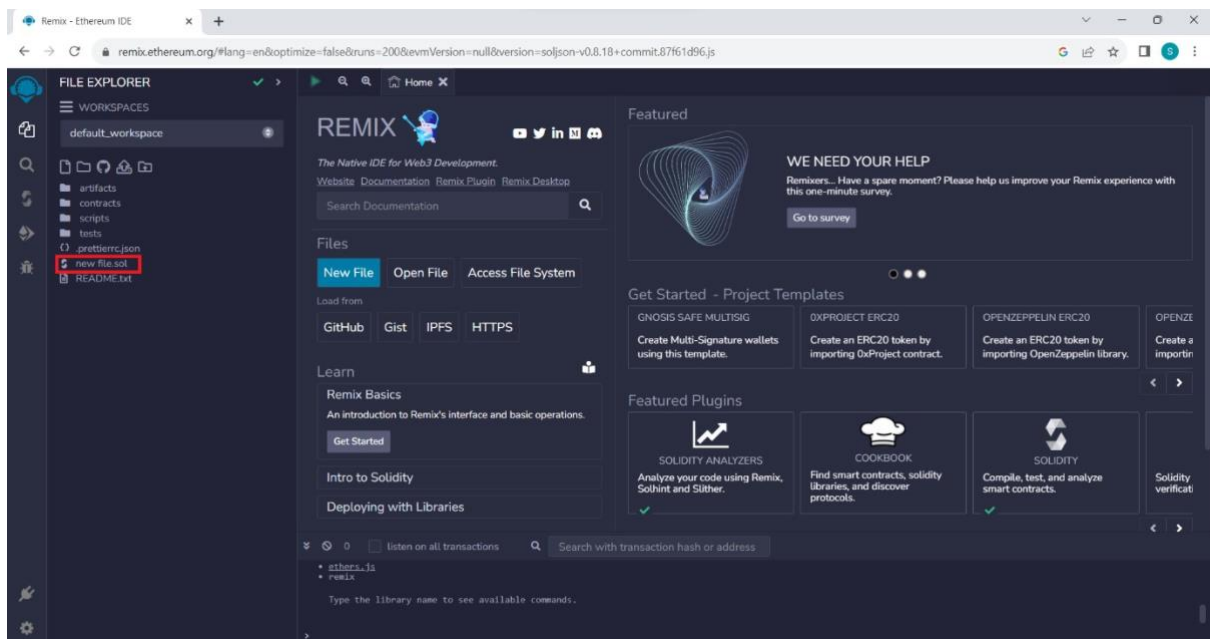 Remix - Ethereum IDE
remix.ethereum.org/#lang=en&optimize=false&runs=200&evmVersion=null&version=soljson-v0.8.18+commit.87f61d96.js
S
FILE EXPLORER
Home
WORKSPACES
default_workspace
artifacts
contracts
scripts
tests
.prettierrc.json
new file.sol
README.txt
REMIX
The Native IDE for Web3 Development.
Website Documentation Remix Plugin Remix Desktop
Search Documentation
Files
New File Open File Access File System
Load from
GitHub Gist IPFS HTTPS
Learn
Remix Basics
An introduction to Remix's interface and basic operations.
Get Started
Intro to Solidity
Deploying with Libraries
Featured
WE NEED YOUR HELP
Remixers... Have a spare moment? Please help us improve your Remix experience with
this one-minute survey.
Go to survey
Get Started - Project Templates
GNOSIS SAFE MULTISIG
Create Multi-Signature wallets
using this template.
0XPROJECT ERC20
Create an ERC20 token by
importing 0xProject contract.
OPENZEPPELIN ERC20
Create an ERC20 token by
importing OpenZeppelin library.
OPENZE
Create a
importin
Featured Plugins
SOLIDITY ANALYZERS
Analyze your code using Remix,
Solhint and Slither.
COOKBOOK
Find smart contracts, solidity
libraries, and discover
protocols.
SOLIDITY
Compile, test, and analyze
smart contracts.
Solidity
verificati
0 listen on all transactions Search with transaction hash or address
• ethers.js
• remix
Type the library name to see available commands.
>